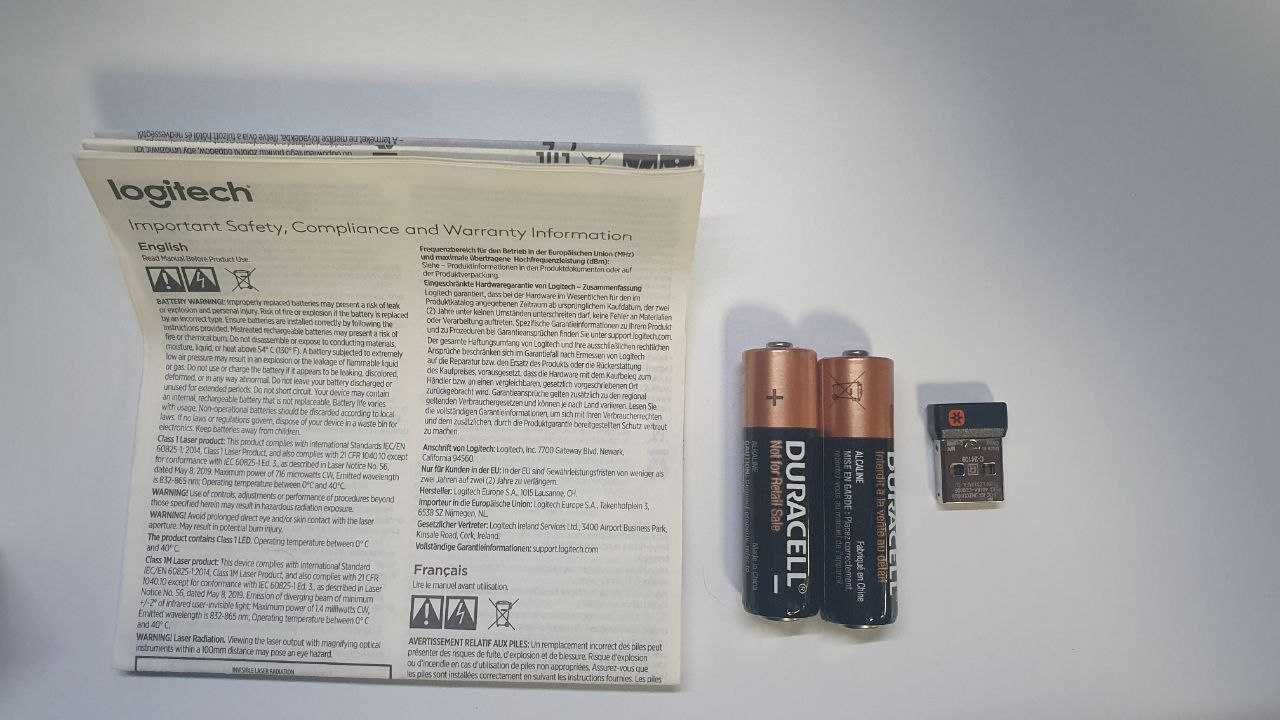 logitech
Important Safety, Compliance and Warranty Information
English
Read Manual Before Product Use.
BATTERY WARNING! Improperly replaced batteries may present a risk of leak
or explosion and personal injury. Risk of fire or explosion if the battery is replaced
by an incorrect type. Ensure batteries are installed correctly by following the
instructions provided. Mistreated rechargeable batteries may present a risk of
fire or chemical burn. Do not disassemble or expose to conducting materials,
moisture, liquid, or heat above 54° C (130° F). A battery subjected to extremely
low air pressure may result in an explosion or the leakage of flammable liquid
or gas. Do not use or charge the battery if it appears to be leaking, discolored,
deformed, or in any way abnormal. Do not leave your battery discharged or
unused for extended periods. Do not short circuit. Your device may contain
an internal, rechargeable battery that is not replaceable. Battery life varies
with usage. Non-operational batteries should be discarded according to local
laws. If no laws or regulations govern, dispose of your device in a waste bin for
electronics. Keep batteries away from children.
Class 1 Laser product: This product complies with international Standards IEC/EN
60825-1:2014, Class 1 Laser Product, and also complies with 21 CFR 1040.10 except
for conformance with IEC 60825-1 Ed. 3., as described in Laser Notice No. 56,
dated May 8, 2019. Maximum power of 716 microwatts CW, Emitted wavelength
is 832-865 nm; Operating temperature between 0°C and 40°C.
WARNING! Use of controls, adjustments, or performance of procedures beyond
those specified herein may result in hazardous radiation exposure.
WARNING! Avoid prolonged direct eye and/or skin contact with the laser
aperture. May result in potential burn injury.
The product contains Class 1 LED. Operating temperature between 0° C
and 40° C.
Class 1M Laser product: This device complies with International Standard
IEC/EN 60825-1:2014, Class 1M Laser Product, and also complies with 21 CFR
1040.10 except for conformance with IEC 60825-1 Ed. 3., as described in Laser
Notice No. 56, dated May 8, 2019. Emission of diverging beam of minimum
+/-2° of infrared user-invisible light; Maximum power of 1.4 milliwatts CW,
Emitted wavelength is 832-865 nm; Operating temperature between 0° C
and 40° C.
WARNING! Laser Radiation. Viewing the laser output with magnifying optical
instruments within a 100mm distance may pose an eye hazard.
INVISIBLE LASER RADIATION
Frequenzbereich für den Betrieb in der Europäischen Union (MHz)
und maximale übertragene Hochfrequenzleistung (dBm):
Siehe – Produktinformationen in den Produktdokumenten oder auf
der Produktverpackung.
Eingeschränkte Hardwaregarantie von Logitech – Zusammenfassung
Logitech garantiert, dass bei der Hardware im Wesentlichen für den im
Produktkatalog angegebenen Zeitraum ab ursprünglichem Kaufdatum, der zwei
(2) Jahre unter keinen Umständen unterschreiten darf, keine Fehler an Materialien
oder Verarbeitung auftreten. Spezifische Garantieinformationen zu Ihrem Produkt
und zu Prozeduren bei Garantieansprüchen finden Sie unter support.logitech.com.
Der gesamte Haftungsumfang von Logitech und Ihre ausschließlichen rechtlichen
Ansprüche beschränken sich im Garantiefall nach Ermessen von Logitech
auf die Reparatur bzw. den Ersatz des Produkts oder die Rückerstattung
des Kaufpreises, vorausgesetzt, dass die Hardware mit dem Kaufbeleg zum
Händler bzw. an einen vergleichbaren, gesetzlich vorgeschriebenen Ort
zurückgebracht wird. Garantieansprüche gelten zusätzlich zu den regional
geltenden Verbraucherrechten und können je nach Land variieren. Lesen Sie
die vollständigen Garantieinformationen, um sich mit Ihren Verbraucherrechten
und dem zusätzlichen, durch die Produktgarantie bereitgestellten Schutz vertraut
zu machen.
Anschrift von Logitech: Logitech, Inc. 7700 Gateway Blvd. Newark,
California 94560.
Nur für Kunden in der EU: In der EU sind Gewährleistungsfristen von weniger als
zwei Jahren auf zwei (2) Jahre zu verlängern.
Hersteller: Logitech Europe S.A., 1015 Lausanne, CH
Importeur in die Europäische Union: Logitech Europe S.A., Takenhofplein 3,
6538 SZ Nijmegen, NL.
Gesetzlicher Vertreter: Logitech Ireland Services Ltd., 3400 Airport Business Park,
Kinsale Road, Cork, Ireland.
Vollständige Garantieinformationen: support.logitech.com
Français
Lire le manuel avant utilisation.
AVERTISSEMENT RELATIF AUX PILES: Un remplacement incorrect des piles peut
présenter des risques de fuite, d'explosion et de blessure. Risque d'explosion
ou d'incendie en cas d'utilisation de piles non appropriées. Assurez-vous que
les piles sont installées correctement en suivant les instructions fournies. Les piles
+
DURACELL®
Not for Retail Sale
ALKALINE
DURACELL
Interdit à la vente au détail
ALCALINE Fabriqué en Chine
MISE EN GARDE : Planez correctement